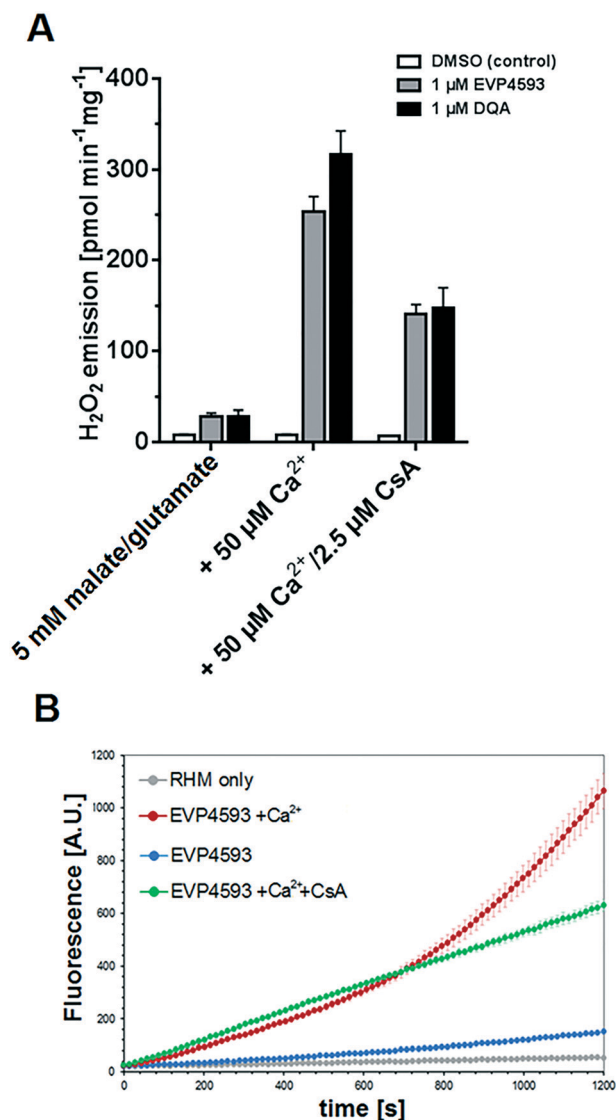 A
DMSO (control)
1 µM EVP4593
1 µM DQA
400
300
200
100
0
H₂O₂ emission [pmol min⁻¹mg⁻¹]
5 mM malate/glutamate
+ 50 µM Ca²⁺
+ 50 µM Ca²⁺/2.5 µM CsA
B
1200
1000
800
600
400
200
0
Fluorescence [A.U.]
RHM only
EVP4593 +Ca²⁺
EVP4593
EVP4593 +Ca²⁺+CsA
0 200 400 600 800 1000 1200
time [s]